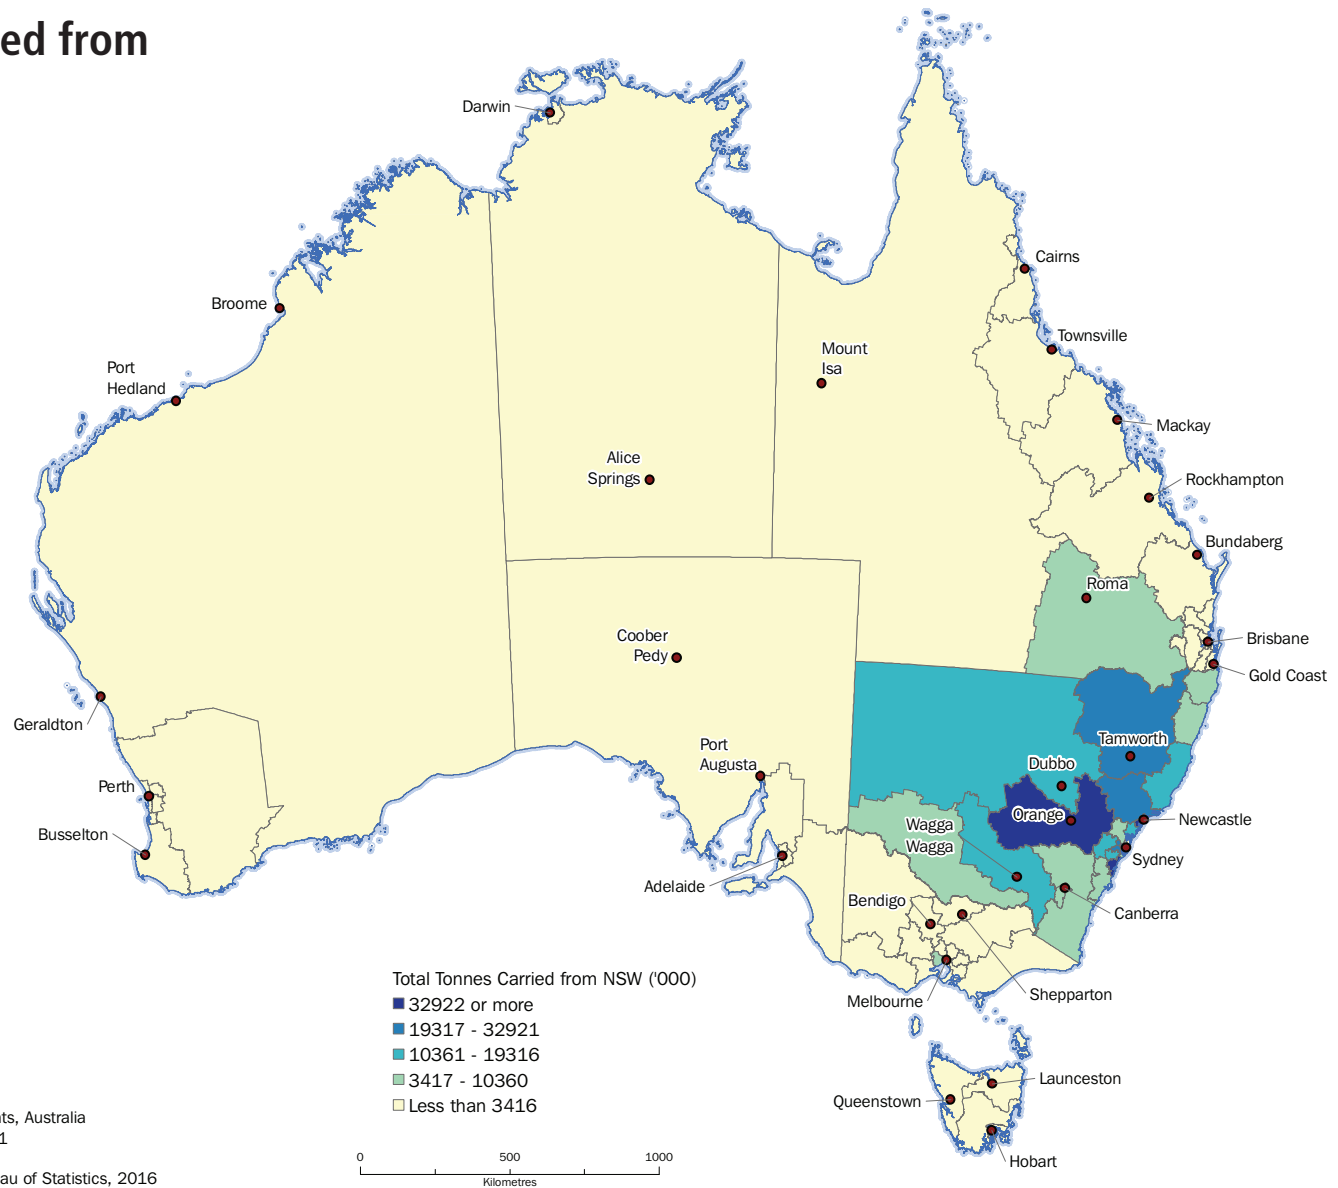 ed from
Darwin
Cairns
Broome
Townsville
Mount
Isa
Port
Hedland
Mackay
Alice
Springs
Rockhampton
Bundaberg
Roma
Coober
Pedy
Brisbane
Gold Coast
Geraldton
Port
Augusta
Tamworth
Dubbo
Perth
Orange
Newcastle
Wagga
Wagga
Busselton
Sydney
Adelaide
Bendigo
Canberra
Melbourne
Shepparton
Total Tonnes Carried from NSW ('000)
32922 or more
19317 - 32921
10361 - 19316
3417 - 10360
Less than 3416
Launceston
Queenstown
Hobart
ts, Australia
1
au of Statistics, 2016
0 500 1000
Kilometres